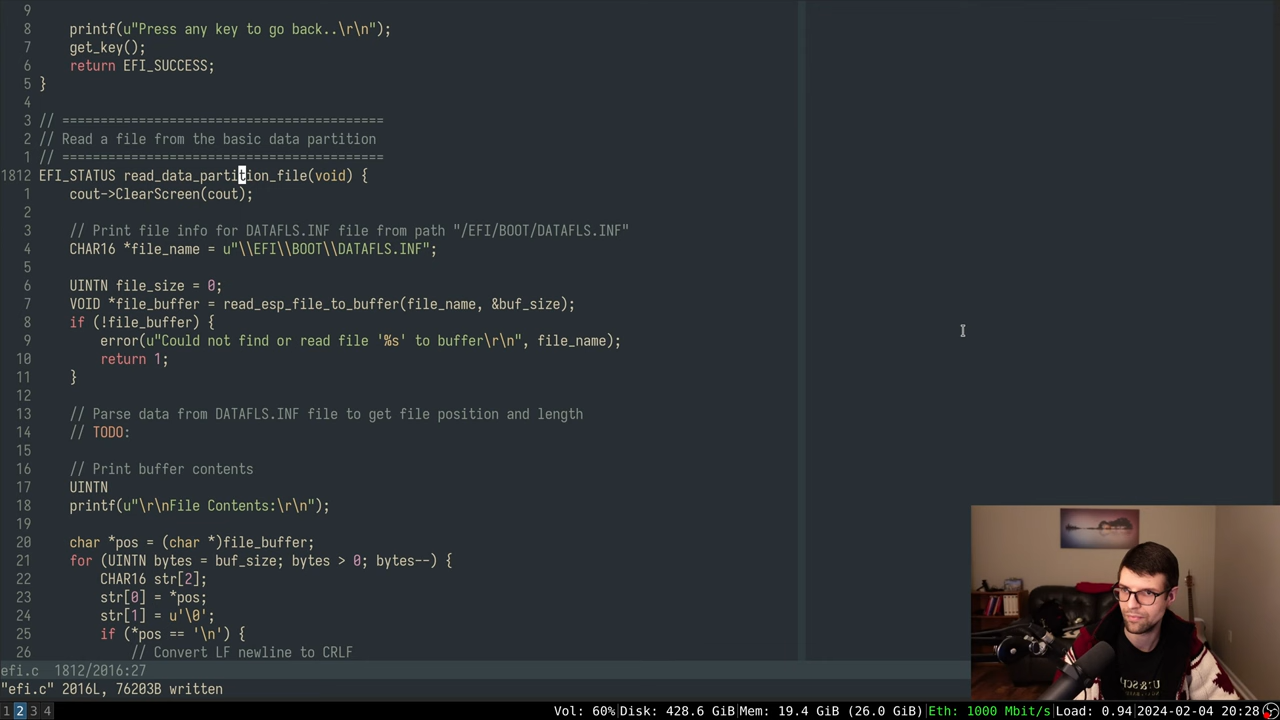 9
8     printf(u"Press any key to go back..\r\n");
7     get_key();
6     return EFI_SUCCESS;
5 }
4
3 // ==========================================
2 // Read a file from the basic data partition
1 // ==========================================
1812 EFI_STATUS read_data_partition_file(void) {
1     cout->ClearScreen(cout);
2
3     // Print file info for DATAFLS.INF file from path "/EFI/BOOT/DATAFLS.INF"
4     CHAR16 *file_name = u"\\EFI\\BOOT\\DATAFLS.INF";
5
6     UINTN file_size = 0;
7     VOID *file_buffer = read_esp_file_to_buffer(file_name, &buf_size);
8     if (!file_buffer) {
9         error(u"Could not find or read file '%s' to buffer\r\n", file_name);
10         return 1;
11     }
12
13     // Parse data from DATAFLS.INF file to get file position and length
14     // TODO:
15
16     // Print buffer contents
17     UINTN
18     printf(u"\r\nFile Contents:\r\n");
19
20     char *pos = (char *)file_buffer;
21     for (UINTN bytes = buf_size; bytes > 0; bytes--) {
22         CHAR16 str[2];
23         str[0] = *pos;
24         str[1] = u'\0';
25         if (*pos == '\n') {
26             // Convert LF newline to CRLF
efi.c  1812/2016:27
"efi.c" 2016L, 76203B written
1 2 3 4 Vol: 60%|Disk: 428.6 GiB|Mem: 19.4 GiB (26.0 GiB)|Eth: 1000 Mbit/s|Load: 0.94|2024-02-04 20:28